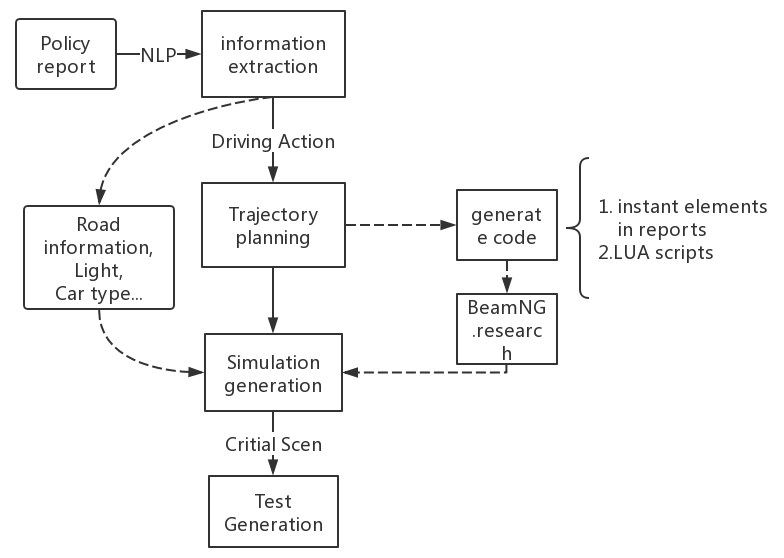 Policy
report
NLP
information
extraction
Driving Action
Road
information,
Light,
Car type...
Trajectory
planning
generat
e code
1. instant elements
in reports
2.LUA scripts
BeamNG
.researc
h
Simulation
generation
Critial Scen
Test
Generation